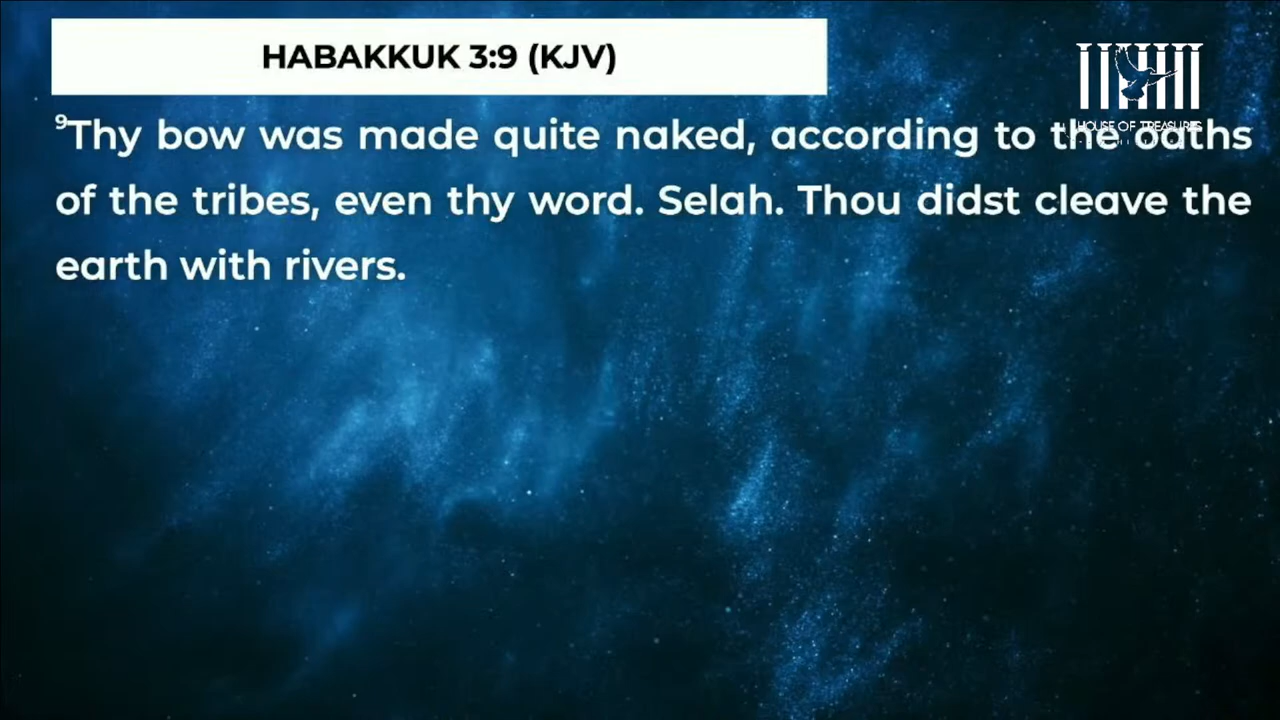 HABAKKUK 3:9 (KJV)
HOUSE OF TREASURES
⁹Thy bow was made quite naked, according to the oaths
of the tribes, even thy word. Selah. Thou didst cleave the
earth with rivers.